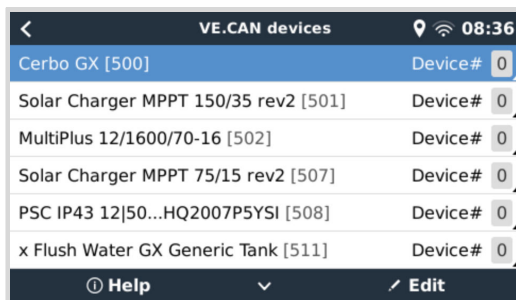 VE.CAN devices 08:36
Cerbo GX [500] Device# 0
Solar Charger MPPT 150/35 rev2 [501] Device# 0
MultiPlus 12/1600/70-16 [502] Device# 0
Solar Charger MPPT 75/15 rev2 [507] Device# 0
PSC IP43 12|50...HQ2007P5YSI [508] Device# 0
x Flush Water GX Generic Tank [511] Device# 0
Help Edit